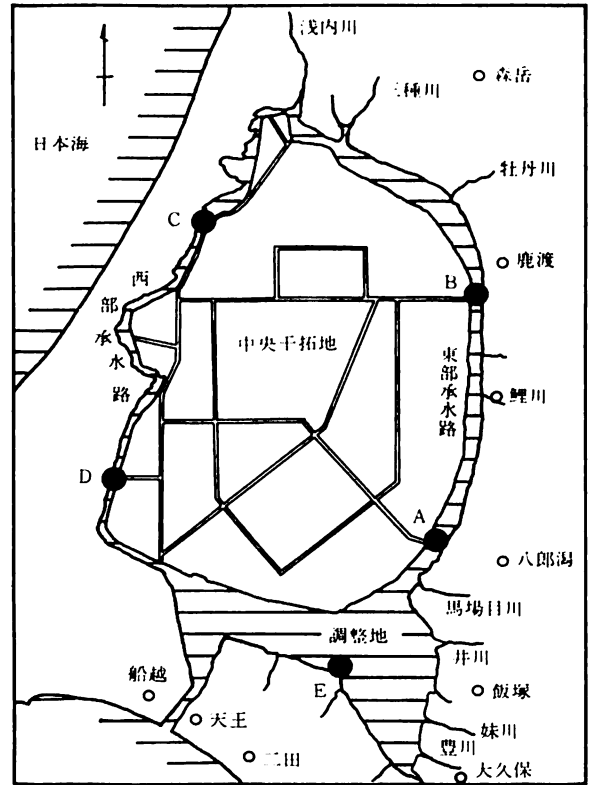 浅内川
森岳
三種川
日本海
牡丹川
C
鹿渡
B
西部承水路
中央干拓地
東部承水路
鯉川
D
A
八郎潟
馬場目川
調整地
井川
船越
E
飯塚
天王
妹川
豊川
二田
大久保